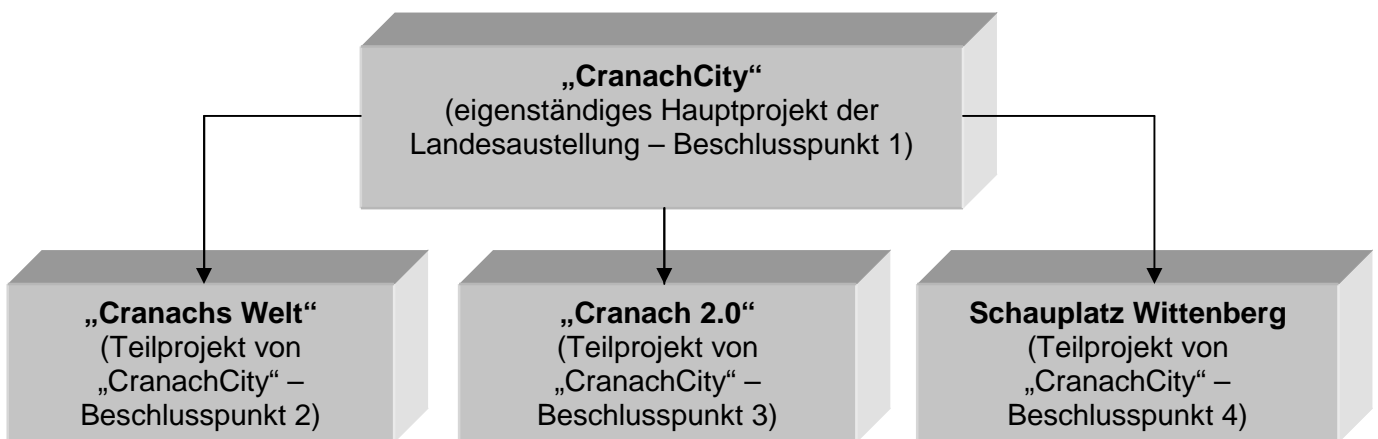 „CranachCity“
(eigenständiges Hauptprojekt der
Landesaustellung – Beschlusspunkt 1)
„Cranachs Welt“
(Teilprojekt von
„CranachCity“ –
Beschlusspunkt 2)
„Cranach 2.0“
(Teilprojekt von
„CranachCity“ –
Beschlusspunkt 3)
Schauplatz Wittenberg
(Teilprojekt von
„CranachCity“ –
Beschlusspunkt 4)